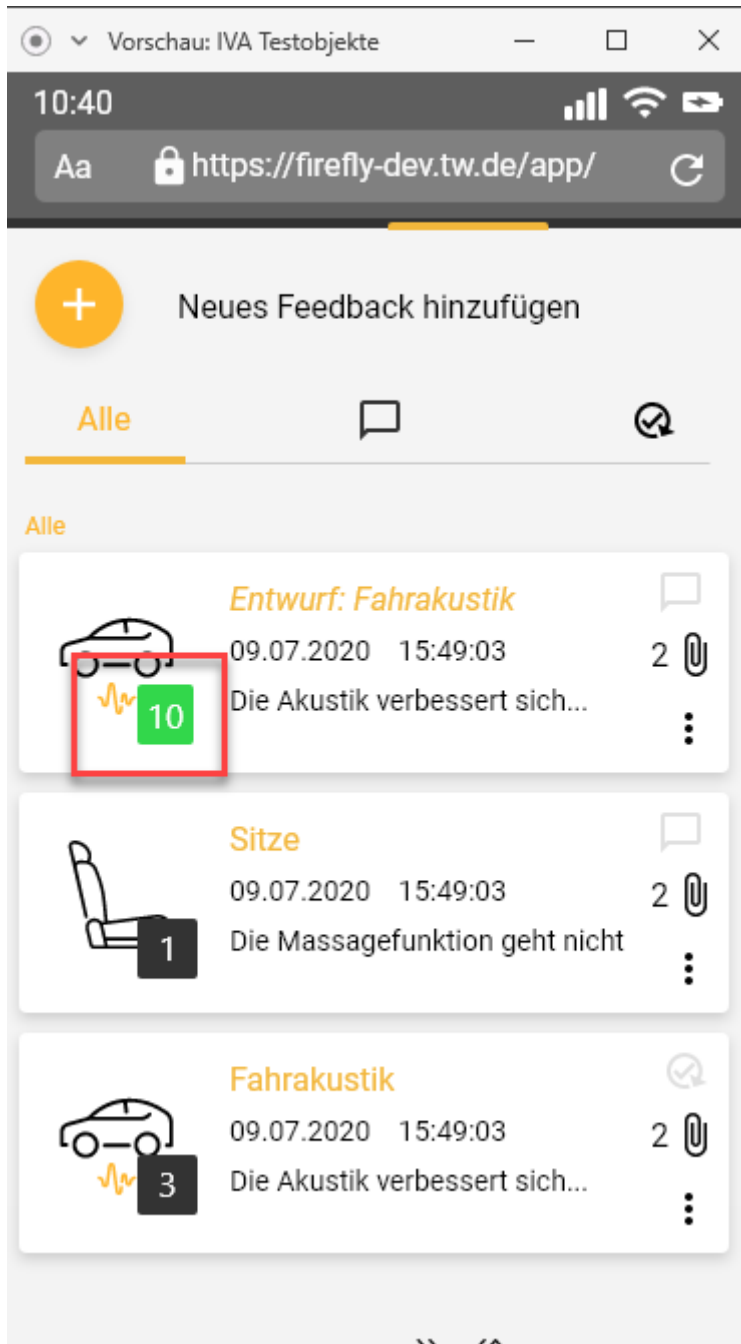 Vorschau: IVA Testobjekte
10:40
Aa https://firefly-dev.tw.de/app/
Neues Feedback hinzufügen
Alle
Alle
Entwurf: Fahrakustik
09.07.2020 15:49:03 2
10 Die Akustik verbessert sich...
Sitze
09.07.2020 15:49:03 2
1 Die Massagefunktion geht nicht
Fahrakustik
09.07.2020 15:49:03 2
3 Die Akustik verbessert sich...